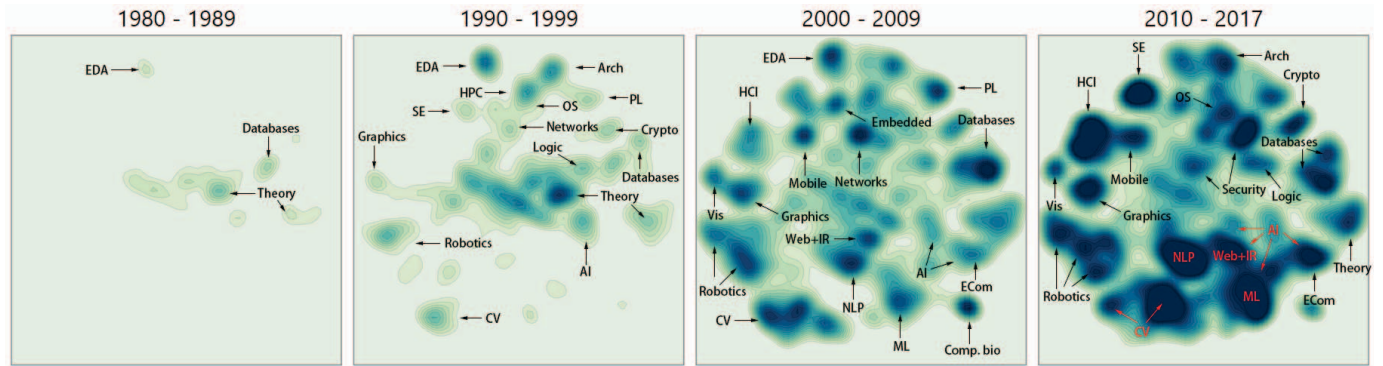 1980 - 1989
EDA
Databases
Theory
1990 - 1999
EDA
Arch
HPC
PL
SE
OS
Networks
Crypto
Graphics
Logic
Databases
Theory
Robotics
AI
CV
2000 - 2009
EDA
PL
HCI
Embedded
Databases
Mobile
Networks
Vis
Graphics
Web+IR
AI
ECom
Robotics
NLP
CV
ML
Comp. bio
2010 - 2017
SE
Arch
HCI
Crypto
OS
Databases
Mobile
Security
Logic
Vis
Graphics
AI
NLP
Web+IR
Theory
Robotics
ML
ECom
CV